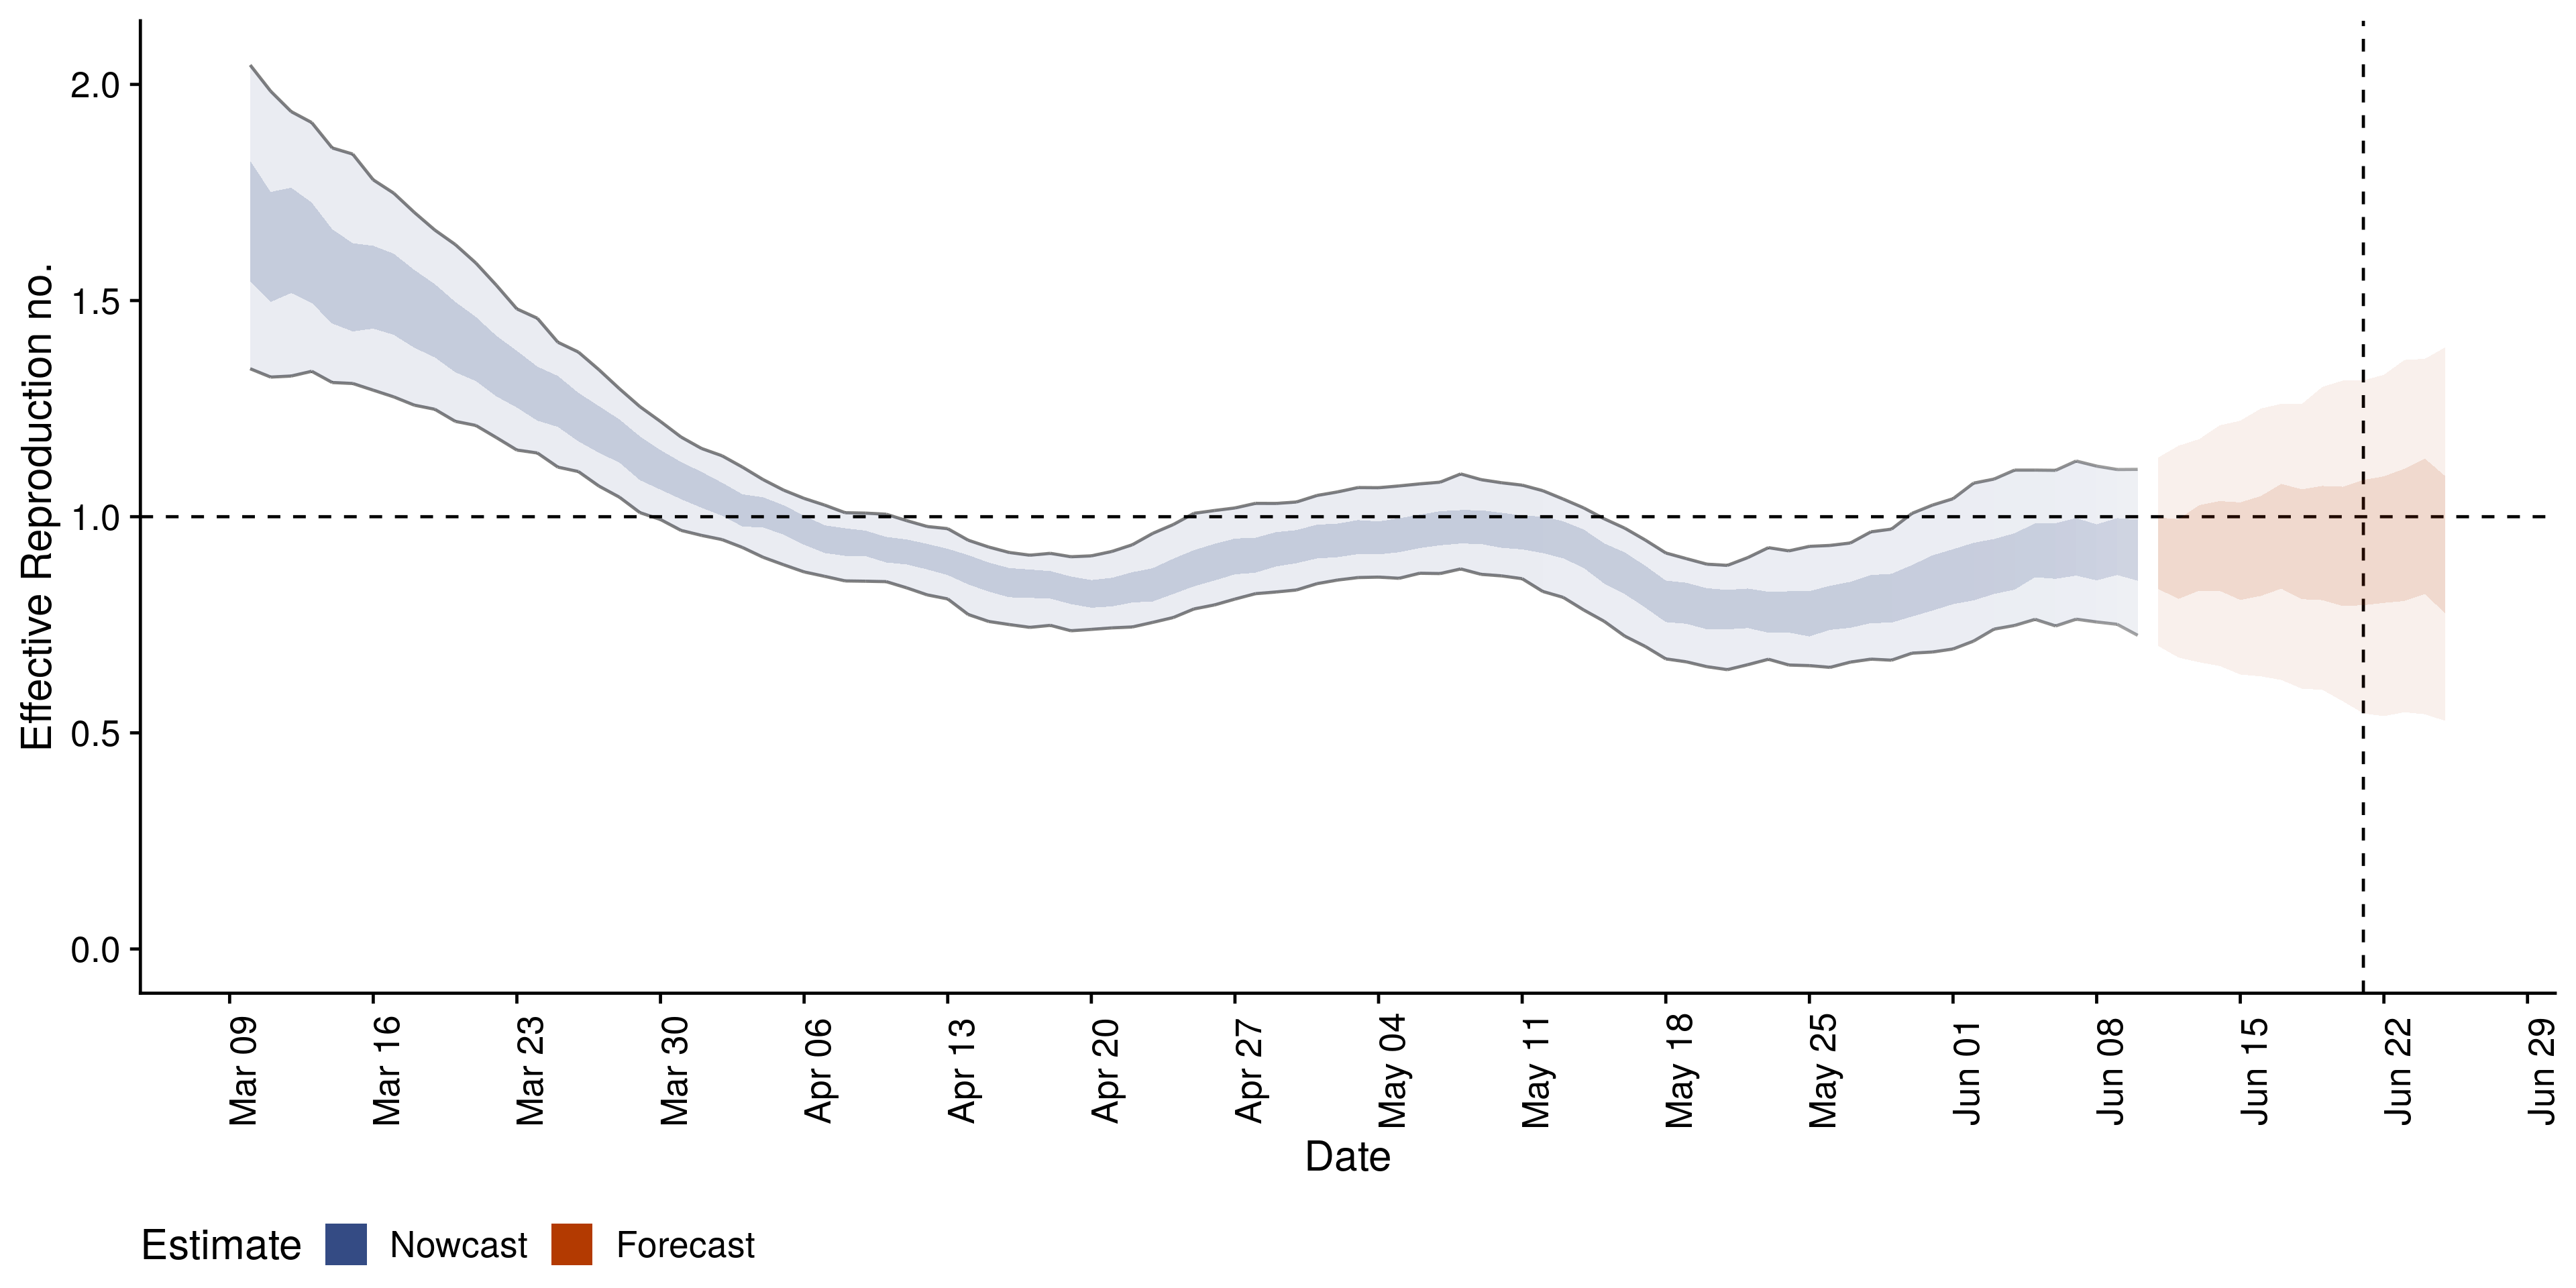 Effective Reproduction no.
2.0
1.5
1.0
0.5
0.0
Mar 09
Mar 16
Mar 23
Mar 30
Apr 06
Apr 13
Apr 20
Apr 27
May 04
May 11
May 18
May 25
Jun 01
Jun 08
Jun 15
Jun 22
Jun 29
Date
Estimate Nowcast Forecast